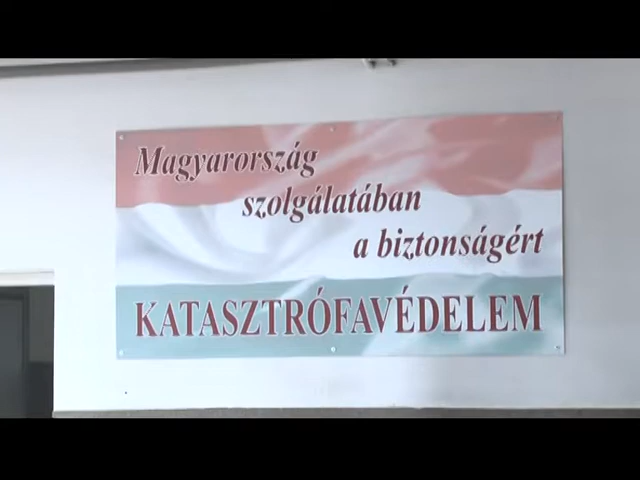 Magyarország
szolgálatában
a biztonságért
KATASZTRÓFAVÉDELEM